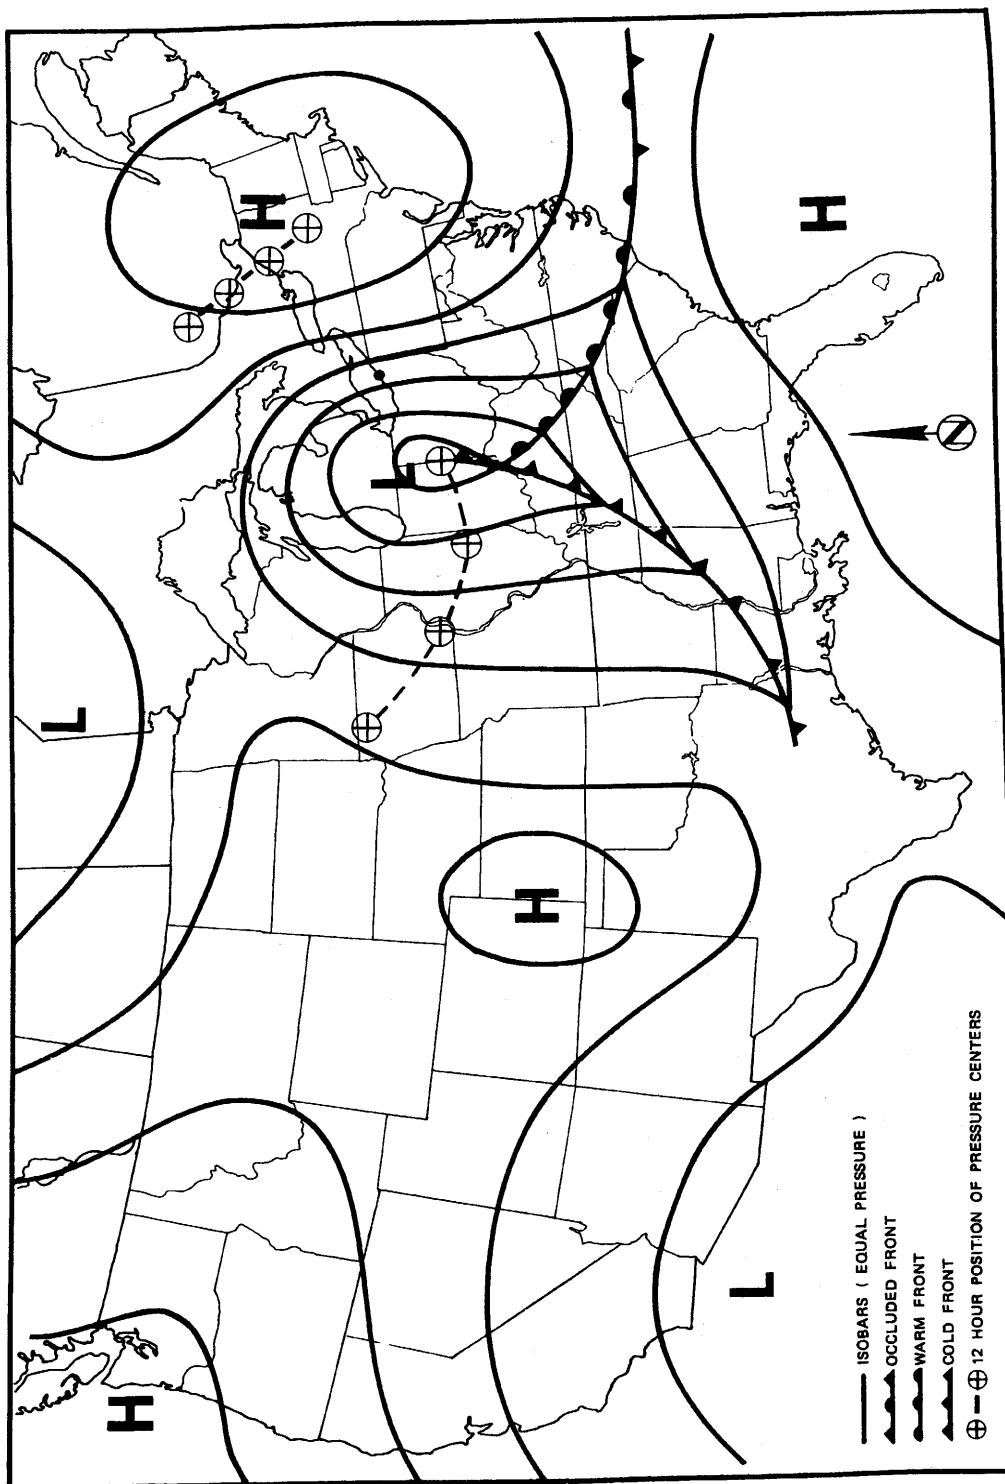 L
H
H
L
H
L
H
ISOBARS ( EQUAL PRESSURE )
OCCLUDED FRONT
WARM FRONT
COLD FRONT
12 HOUR POSITION OF PRESSURE CENTERS
N